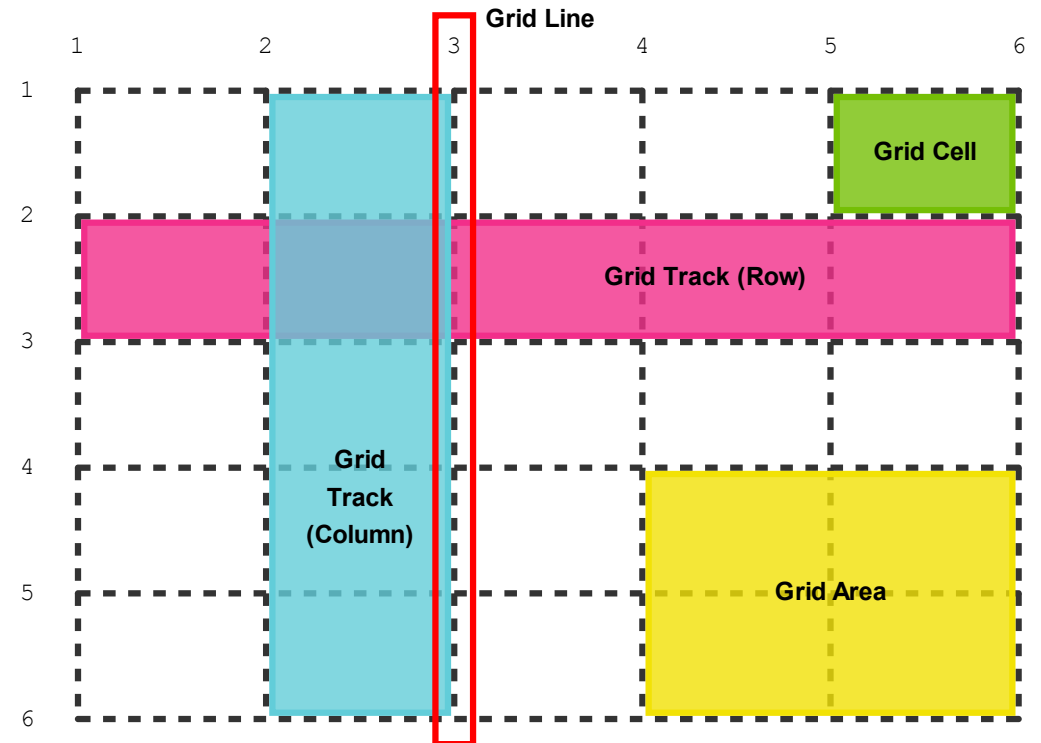 Grid Line
1 2 3 4 5 6
1
Grid Cell
2
Grid Track (Row)
3
Grid
4
Track
(Column)
5
Grid Area
6